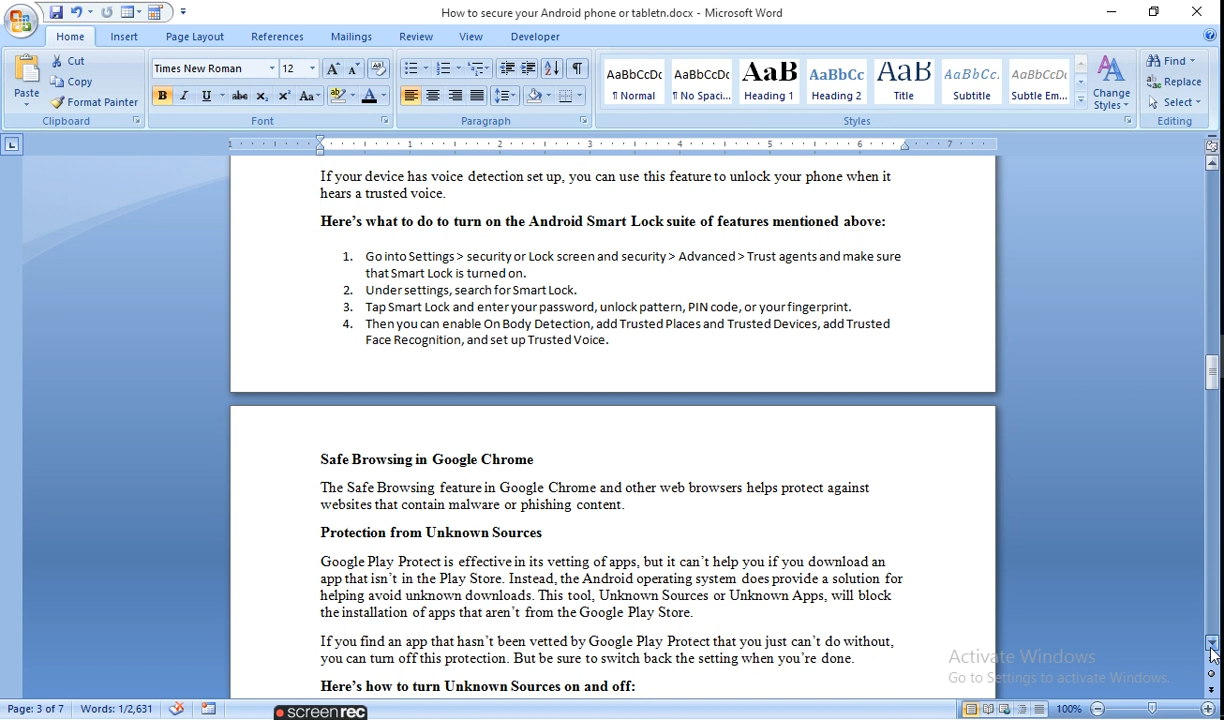 How to secure your Android phone or tabletn.docx - Microsoft Word
Home Insert Page Layout References Mailings Review View Developer
Paste Cut Copy Format Painter
Times New Roman 12
AaBbCcDc AaBbCcDc AaB AaBbCc AaB AaBbCc. AaBbCcDc
¶ Normal ¶ No Spaci... Heading 1 Heading 2 Title Subtitle Subtle Em...
Change Styles
Find Replace Select
Clipboard Font Paragraph Styles Editing
1 1 2 3 4 5 6 7
If your device has voice detection set up, you can use this feature to unlock your phone when it
hears a trusted voice.
Here’s what to do to turn on the Android Smart Lock suite of features mentioned above:
1. Go into Settings > security or Lock screen and security > Advanced > Trust agents and make sure
that Smart Lock is turned on.
2. Under settings, search for Smart Lock.
3. Tap Smart Lock and enter your password, unlock pattern, PIN code, or your fingerprint.
4. Then you can enable On Body Detection, add Trusted Places and Trusted Devices, add Trusted
Face Recognition, and set up Trusted Voice.
Safe Browsing in Google Chrome
The Safe Browsing feature in Google Chrome and other web browsers helps protect against
websites that contain malware or phishing content.
Protection from Unknown Sources
Google Play Protect is effective in its vetting of apps, but it can’t help you if you download an
app that isn’t in the Play Store. Instead, the Android operating system does provide a solution for
helping avoid unknown downloads. This tool, Unknown Sources or Unknown Apps, will block
the installation of apps that aren’t from the Google Play Store.
If you find an app that hasn’t been vetted by Google Play Protect that you just can’t do without,
you can turn off this protection. But be sure to switch back the setting when you’re done.
Here’s how to turn Unknown Sources on and off:
Activate Windows
Go to Settings to activate Windows.
Page: 3 of 7 Words: 1/2,631 100%
screenrec